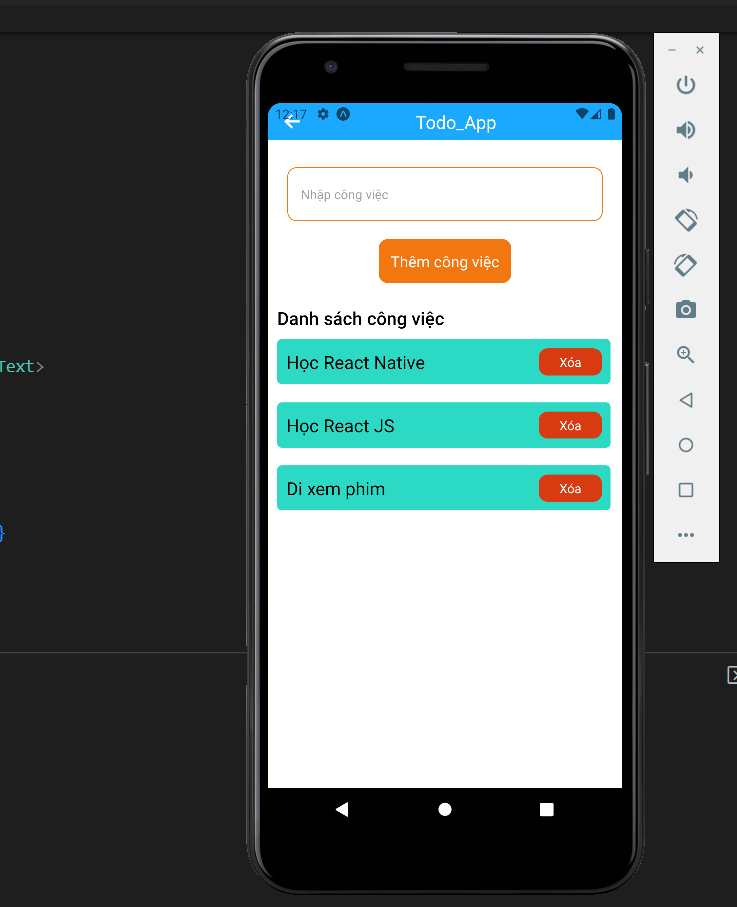 12:17
Todo_App
Nhập công việc
Thêm công việc
Danh sách công việc
Text>
Học React Native
Xóa
Học React JS
Xóa
Di xem phim
Xóa
}